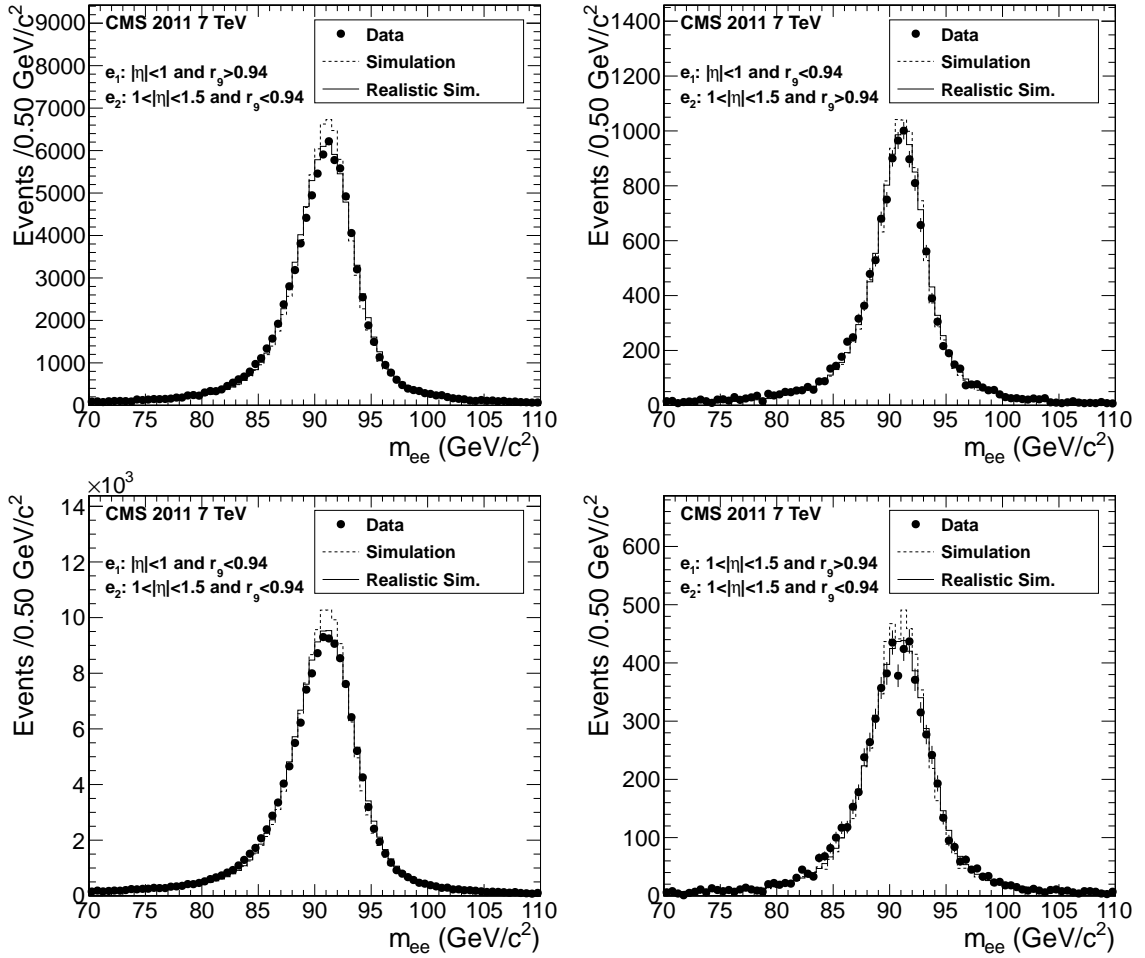 CMS 2011 7 TeV
e₁: |η|<1 and r₉>0.94
e₂: 1<|η|<1.5 and r₉<0.94
Data
Simulation
Realistic Sim.
Events /0.50 GeV/c²
9000
8000
7000
6000
5000
4000
3000
2000
1000
0
70 75 80 85 90 95 100 105 110
mₑₑ (GeV/c²)
CMS 2011 7 TeV
e₁: |η|<1 and r₉<0.94
e₂: 1<|η|<1.5 and r₉>0.94
Data
Simulation
Realistic Sim.
Events /0.50 GeV/c²
1400
1200
1000
800
600
400
200
0
70 75 80 85 90 95 100 105 110
mₑₑ (GeV/c²)
×10³
CMS 2011 7 TeV
e₁: |η|<1 and r₉<0.94
e₂: 1<|η|<1.5 and r₉<0.94
Data
Simulation
Realistic Sim.
Events /0.50 GeV/c²
14
12
10
8
6
4
2
0
70 75 80 85 90 95 100 105 110
mₑₑ (GeV/c²)
CMS 2011 7 TeV
e₁: 1<|η|<1.5 and r₉>0.94
e₂: 1<|η|<1.5 and r₉<0.94
Data
Simulation
Realistic Sim.
Events /0.50 GeV/c²
600
500
400
300
200
100
0
70 75 80 85 90 95 100 105 110
mₑₑ (GeV/c²)